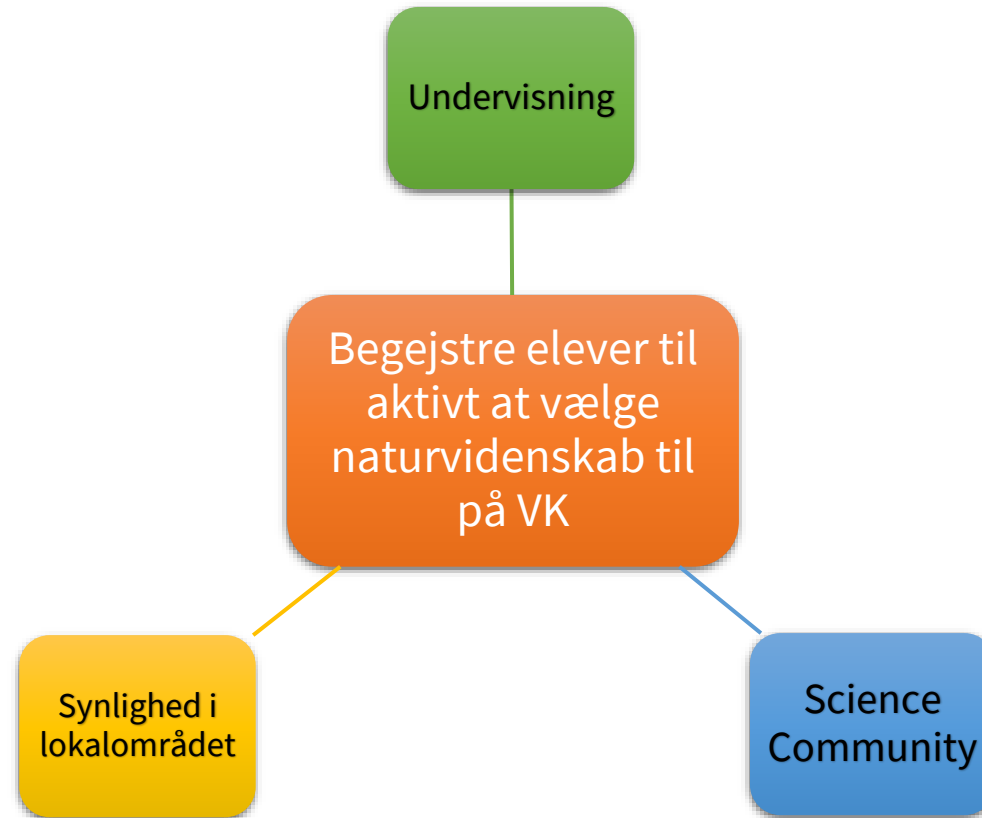 Undervisning
Begejstre elever til
aktivt at vælge
naturvidenskab til
på VK
Synlighed i
lokalområdet
Science
Community